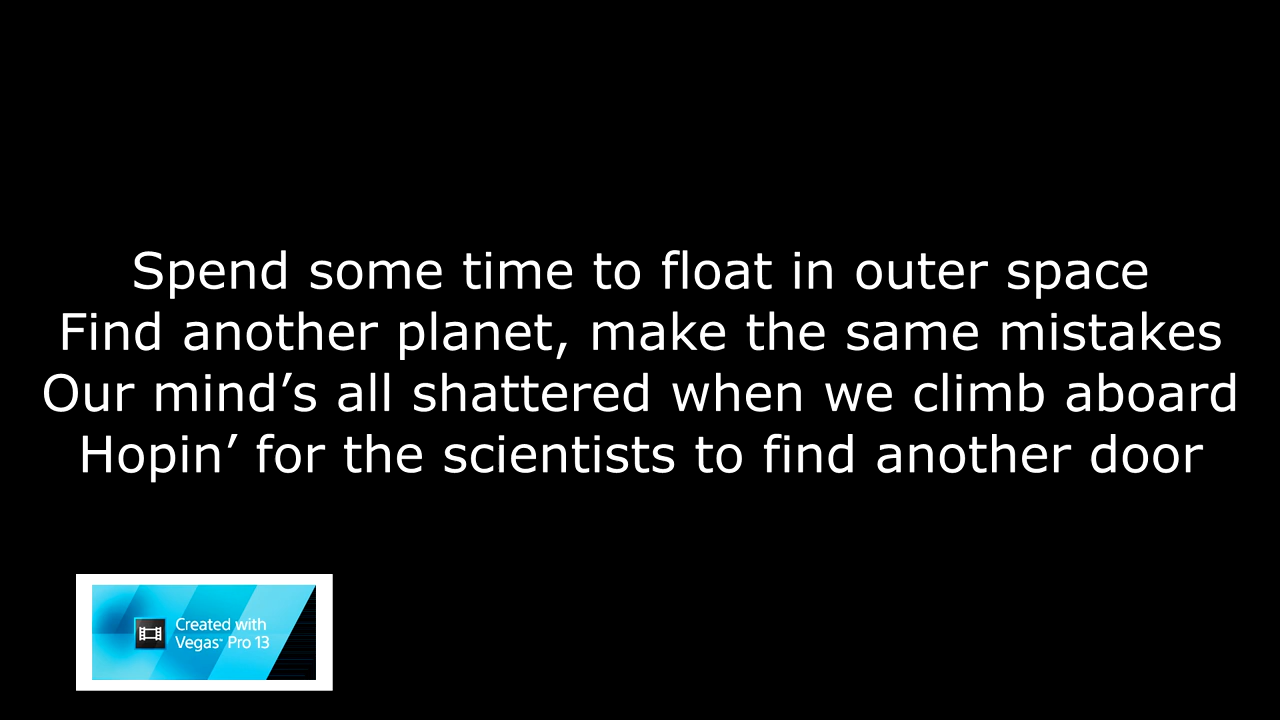 Spend some time to float in outer space
Find another planet, make the same mistakes
Our mind’s all shattered when we climb aboard
Hopin’ for the scientists to find another door
Created with
Vegas™ Pro 13